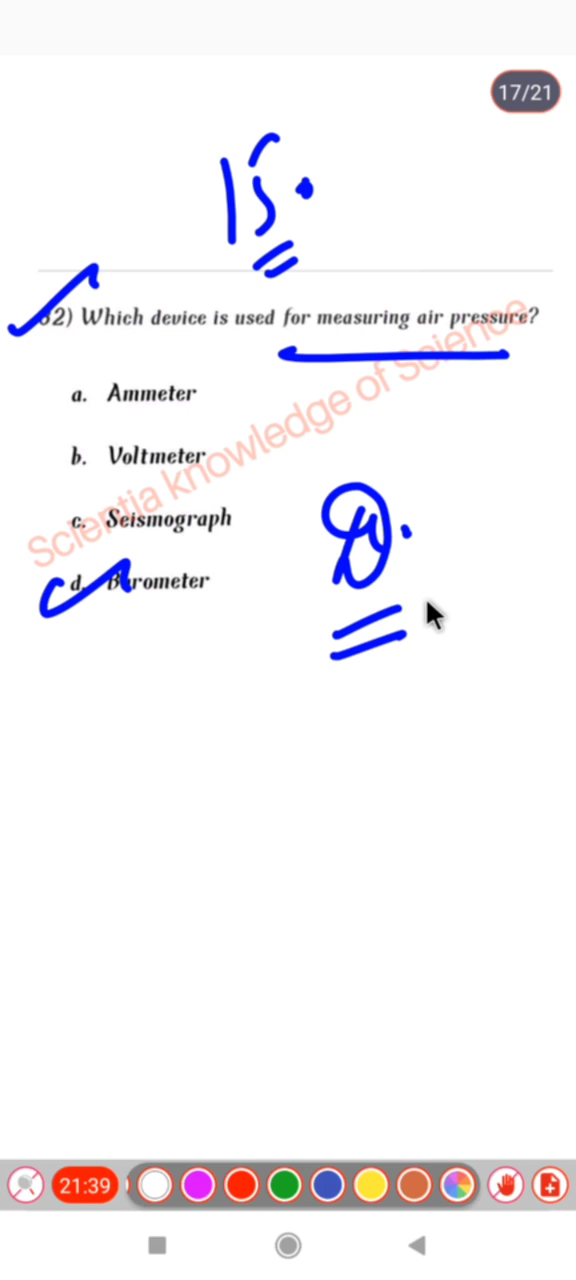 17/21
15.
2) Which device is used for measuring air pressure?
a. Ammeter
b. Voltmeter
c. Seismograph
d. Barometer
D.
Scientia knowledge of Science
21:39